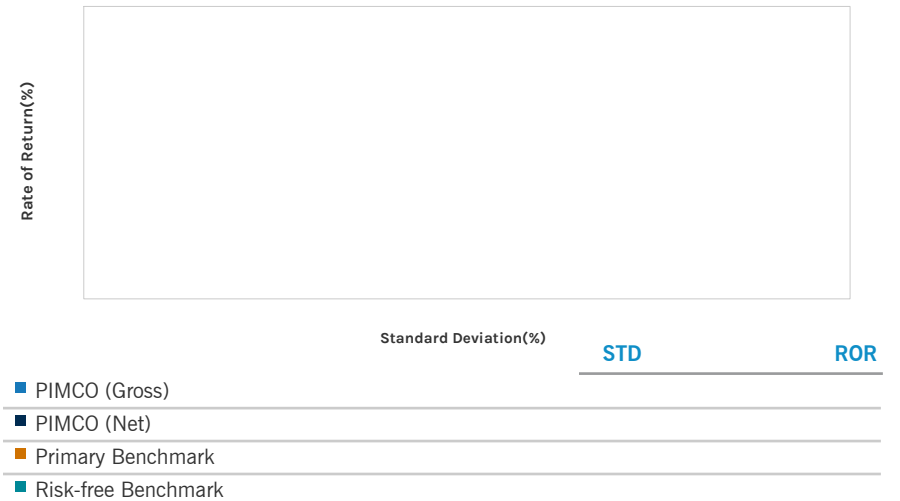 Rate of Return(%)
Standard Deviation(%)
STD ROR
PIMCO (Gross)
PIMCO (Net)
Primary Benchmark
Risk-free Benchmark